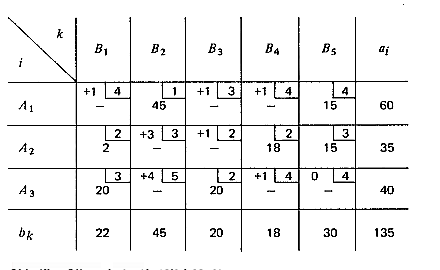 k
i B₁ B₂ B₃ B₄ B₅ aᵢ
+1 4 1 +1 3 +1 4 4
A₁ – 45 – – 15 60
2 +3 3 +1 2 2 3
A₂ 2 – – 18 15 35
3 +4 5 2 +1 4 0 4
A₃ 20 – 20 – – 40
bₖ 22 45 20 18 30 135